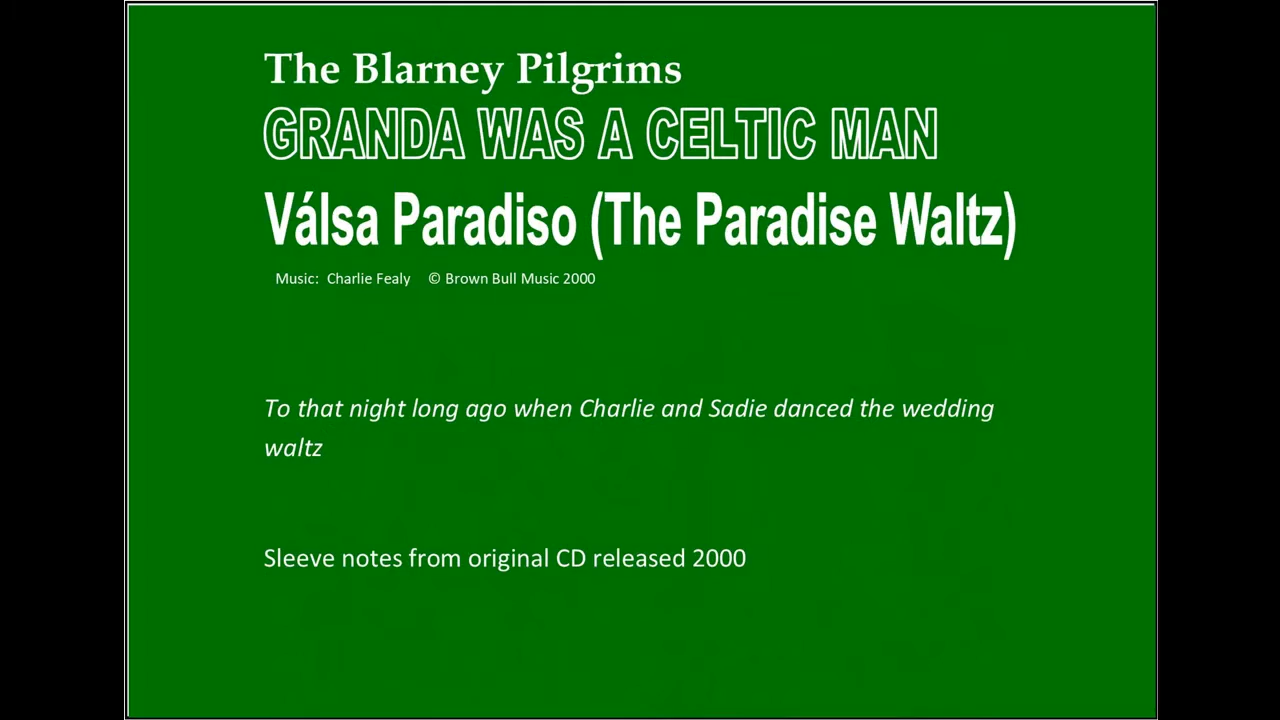 The Blarney Pilgrims
GRANDA WAS A CELTIC MAN
Válsa Paradiso (The Paradise Waltz)
Music: Charlie Fealy © Brown Bull Music 2000
To that night long ago when Charlie and Sadie danced the wedding
waltz
Sleeve notes from original CD released 2000